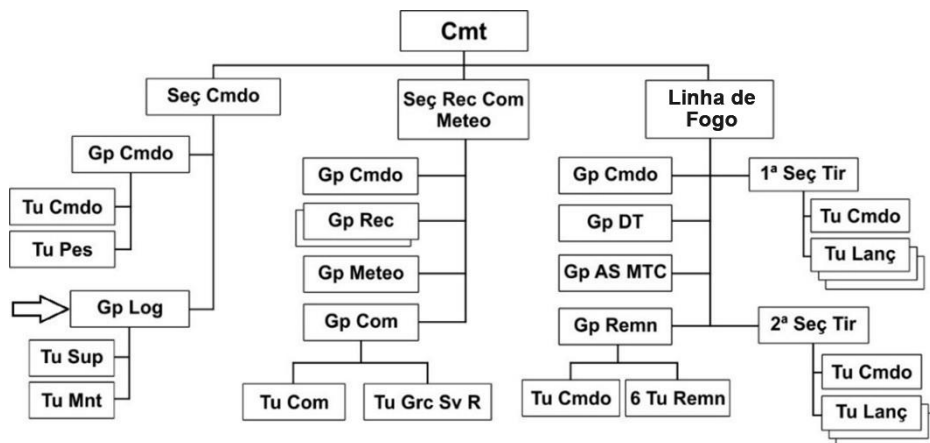 Cmt
Seç Cmdo
Gp Cmdo
Tu Cmdo
Tu Pes
Gp Log
Tu Sup
Tu Mnt
Seç Rec Com
Meteo
Gp Cmdo
Gp Rec
Gp Meteo
Gp Com
Tu Com
Tu Grc Sv R
Linha de
Fogo
Gp Cmdo
Gp DT
Gp AS MTC
Gp Remn
Tu Cmdo
6 Tu Remn
1ª Seç Tir
Tu Cmdo
Tu Lanç
2ª Seç Tir
Tu Cmdo
Tu Lanç